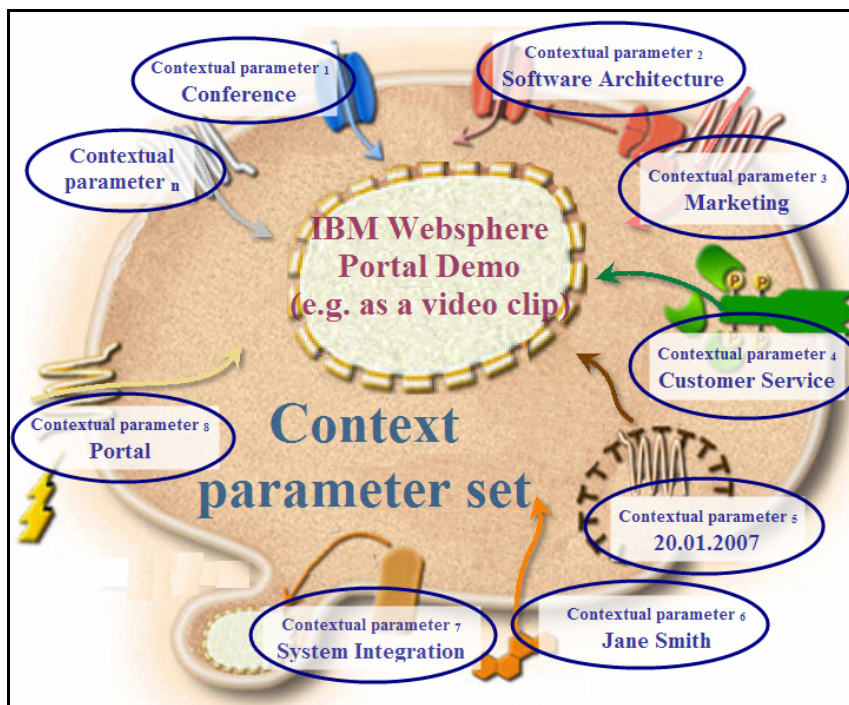 Contextual parameter 1
Conference
Contextual parameter 2
Software Architecture
Contextual
parameter n
Contextual parameter 3
Marketing
IBM Websphere
Portal Demo
(e.g. as a video clip)
P P
P P
Contextual parameter 4
Customer Service
Contextual parameter 8
Portal
Context
parameter set
Contextual parameter 5
20.01.2007
Contextual parameter 6
Jane Smith
Contextual parameter 7
System Integration